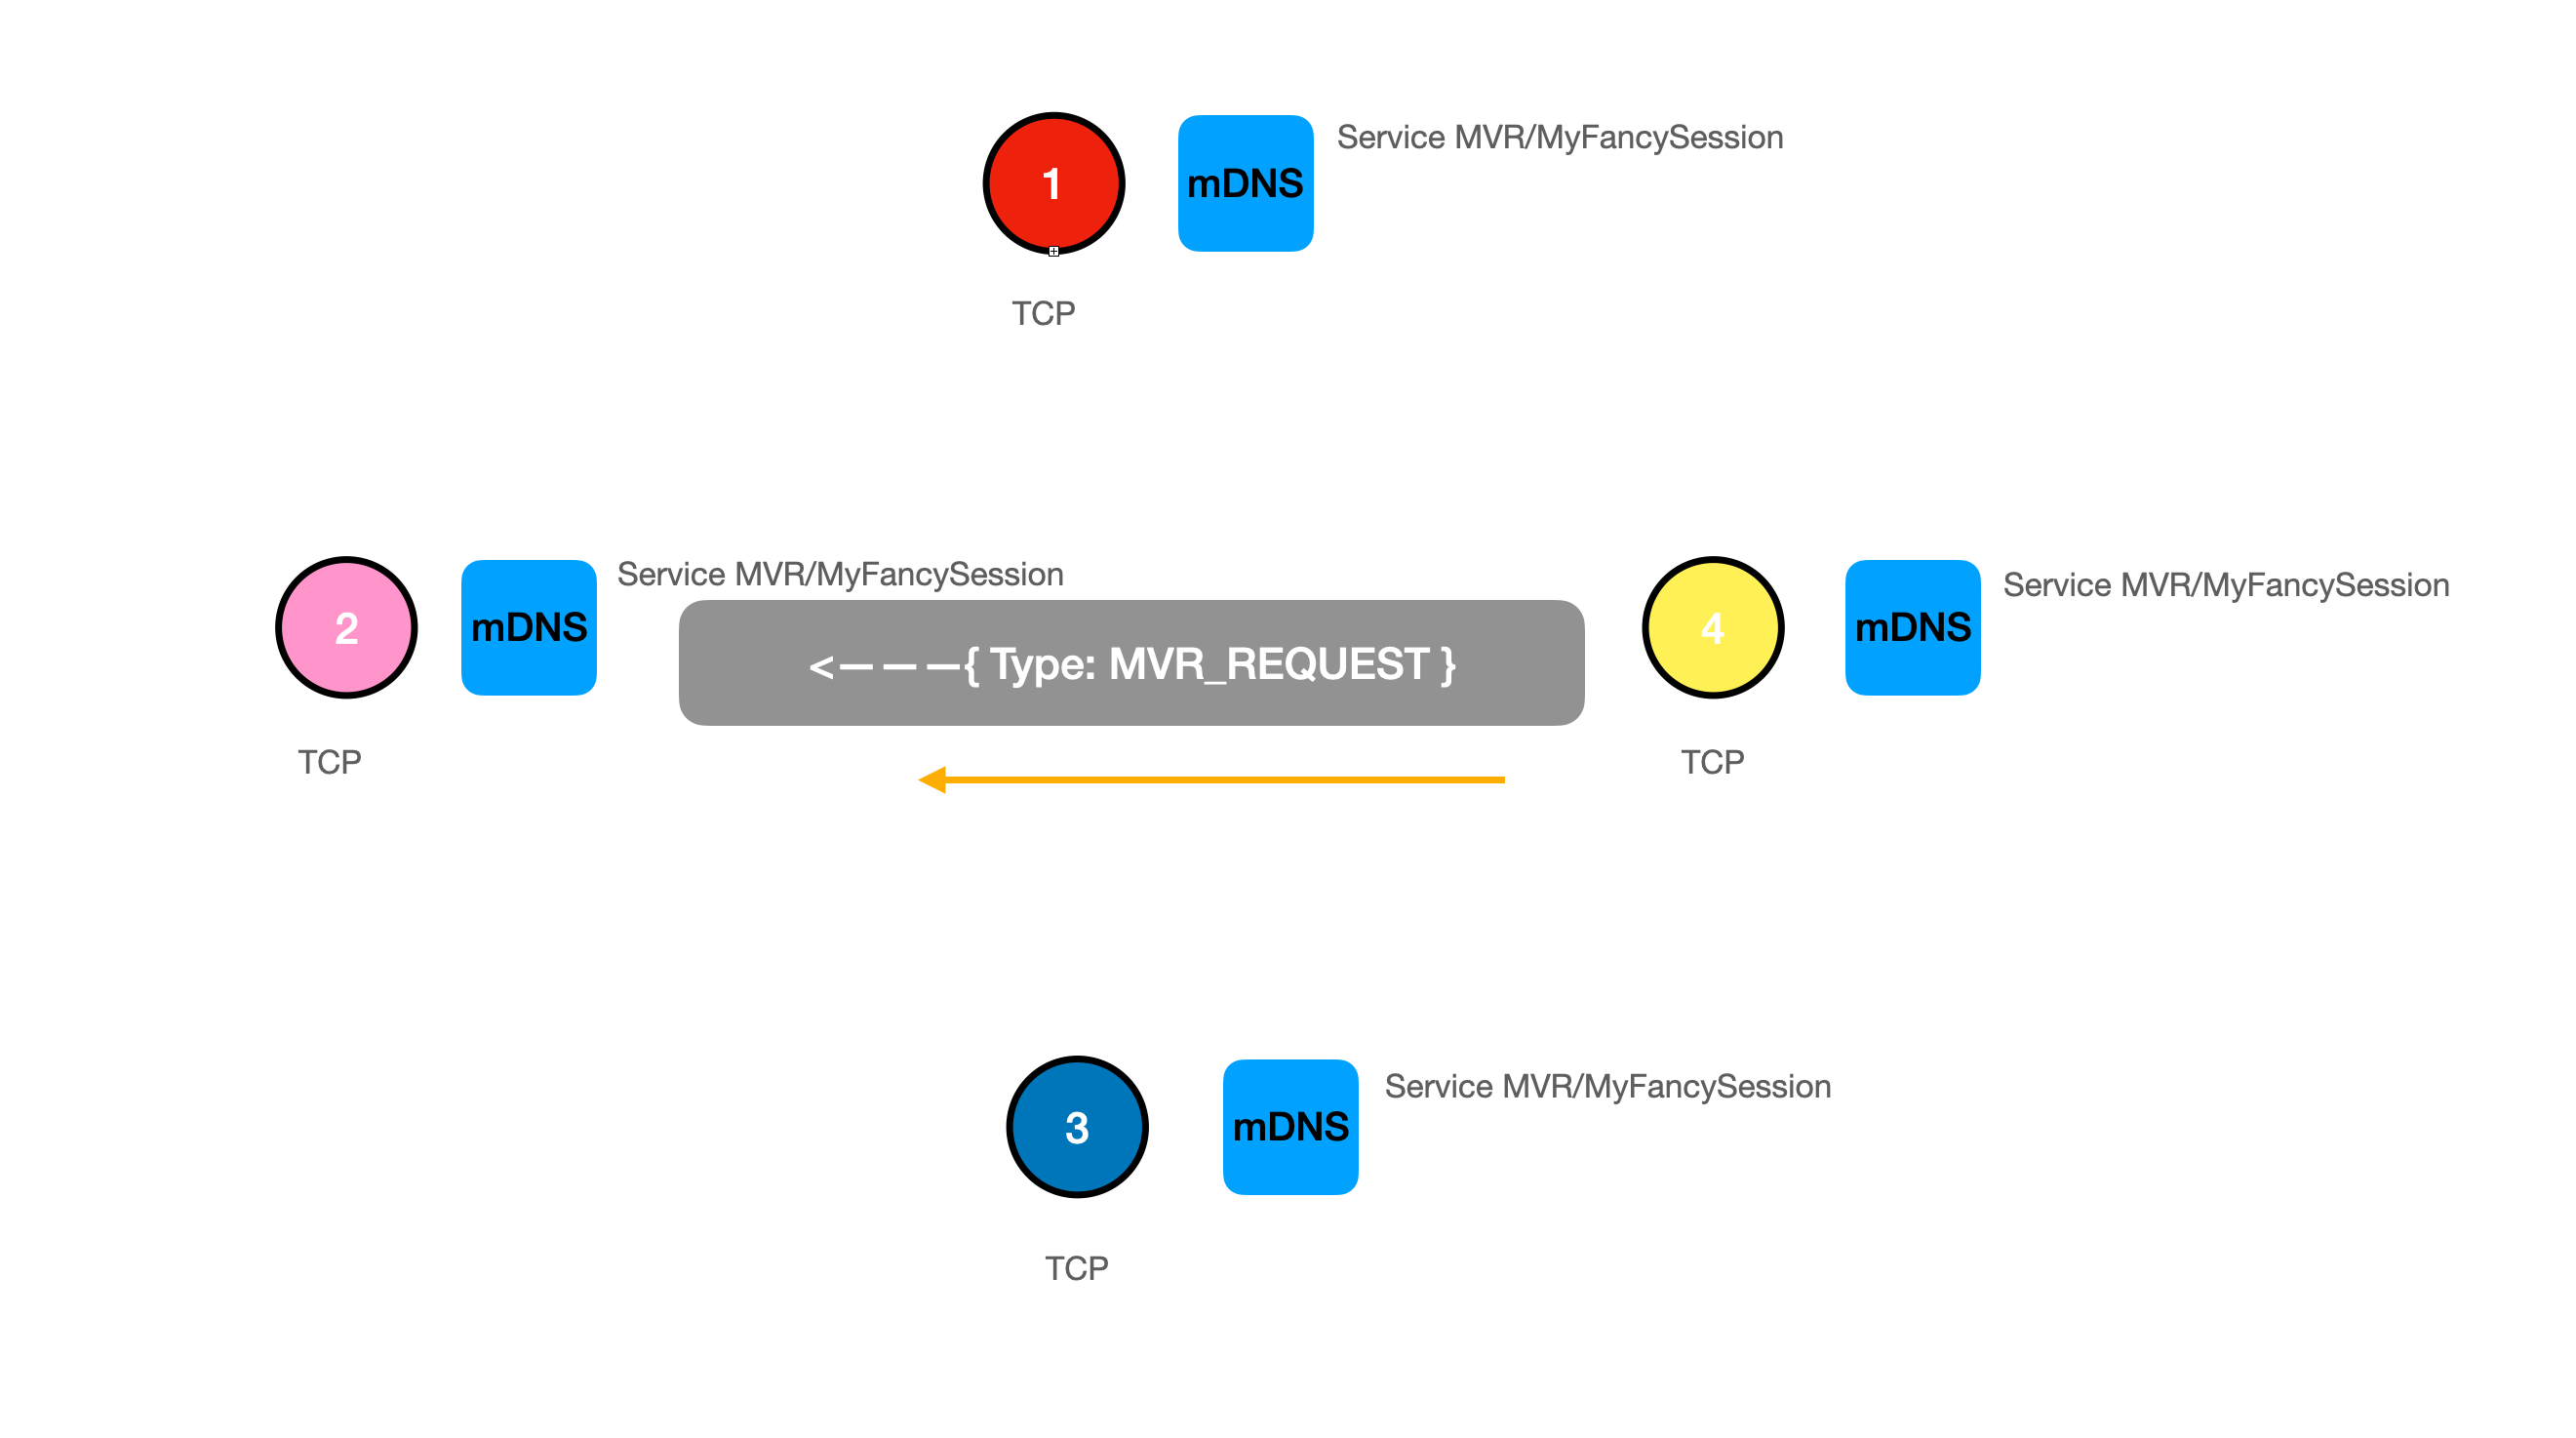 1
mDNS
Service MVR/MyFancySession
TCP
2
mDNS
Service MVR/MyFancySession
<–––{ Type: MVR_REQUEST }
4
mDNS
Service MVR/MyFancySession
TCP
TCP
3
mDNS
Service MVR/MyFancySession
TCP